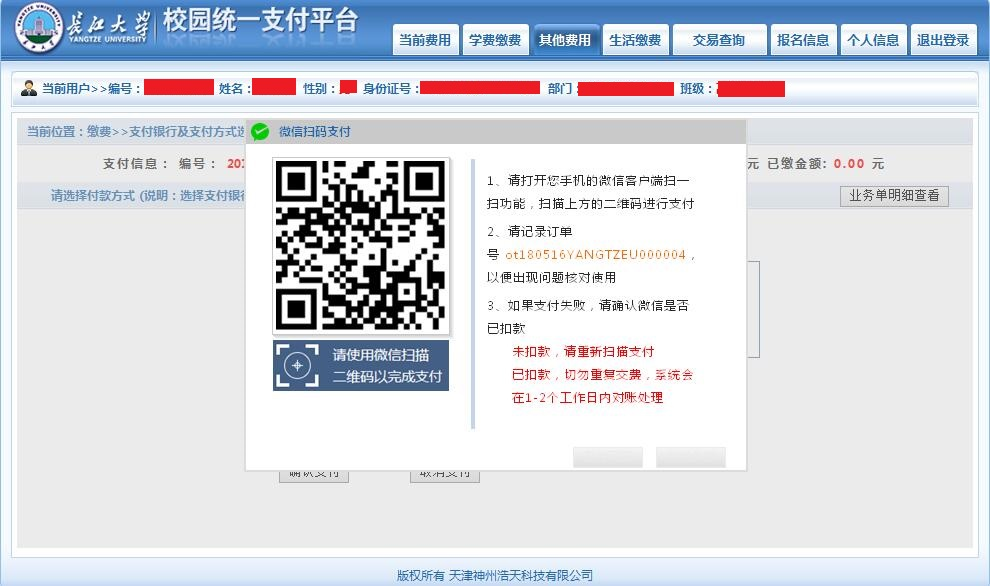 长江大学 校园统一支付平台
YANGTZE UNIVERSITY
当前费用 学费缴费 其他费用 生活缴费 交易查询 报名信息 个人信息 退出登录
当前用户>>编号： 姓名： 性别： 身份证号： 部门： 班级：
当前位置：缴费>>支付银行及支付方式选
微信扫码支付
支付信息： 编号： 201 元 已缴金额: 0.00 元
请选择付款方式 (说明：选择支付银行
业务单明细查看
1、请打开您手机的微信客户端扫一
扫功能，扫描上方的二维码进行支付
2、请记录订单
号 ot180516YANGTZEU000004，
以便出现问题核对使用
3、如果支付失败，请确认微信是否
已扣款
未扣款，请重新扫描支付
已扣款，切勿重复交费，系统会
在1-2个工作日内对账处理
请使用微信扫描
二维码以完成支付
确认支付 取消支付
版权所有 天津神州浩天科技有限公司